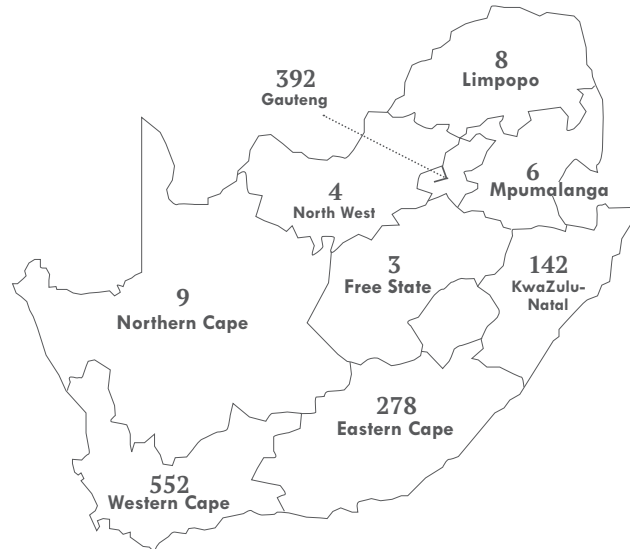 8
Limpopo
392
Gauteng
6
Mpumalanga
4
North West
142
KwaZulu-
Natal
3
Free State
9
Northern Cape
278
Eastern Cape
552
Western Cape